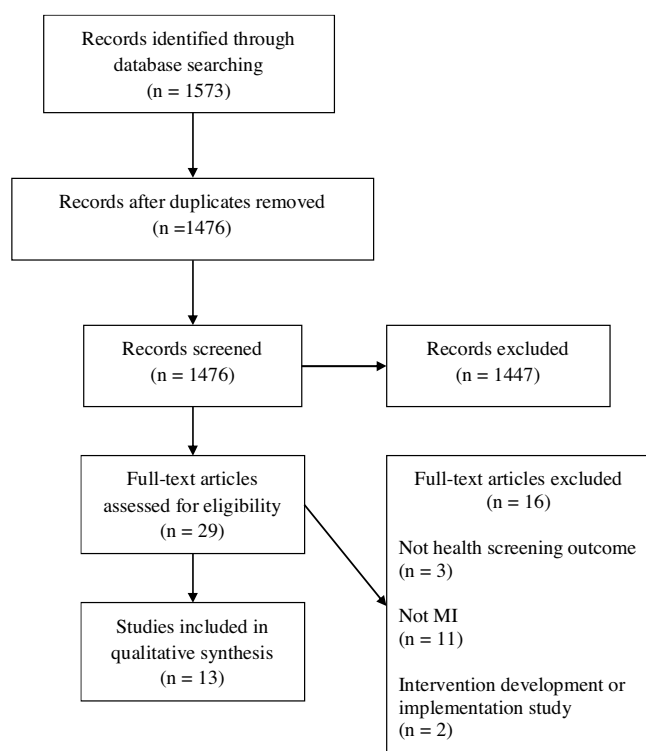 Records identified through
database searching
(n = 1573)
Records after duplicates removed
(n =1476)
Records screened
(n = 1476)
Records excluded
(n = 1447)
Full-text articles
assessed for eligibility
(n = 29)
Full-text articles excluded
(n = 16)
Not health screening outcome
(n = 3)
Not MI
(n = 11)
Intervention development or
implementation study
(n = 2)
Studies included in
qualitative synthesis
(n = 13)